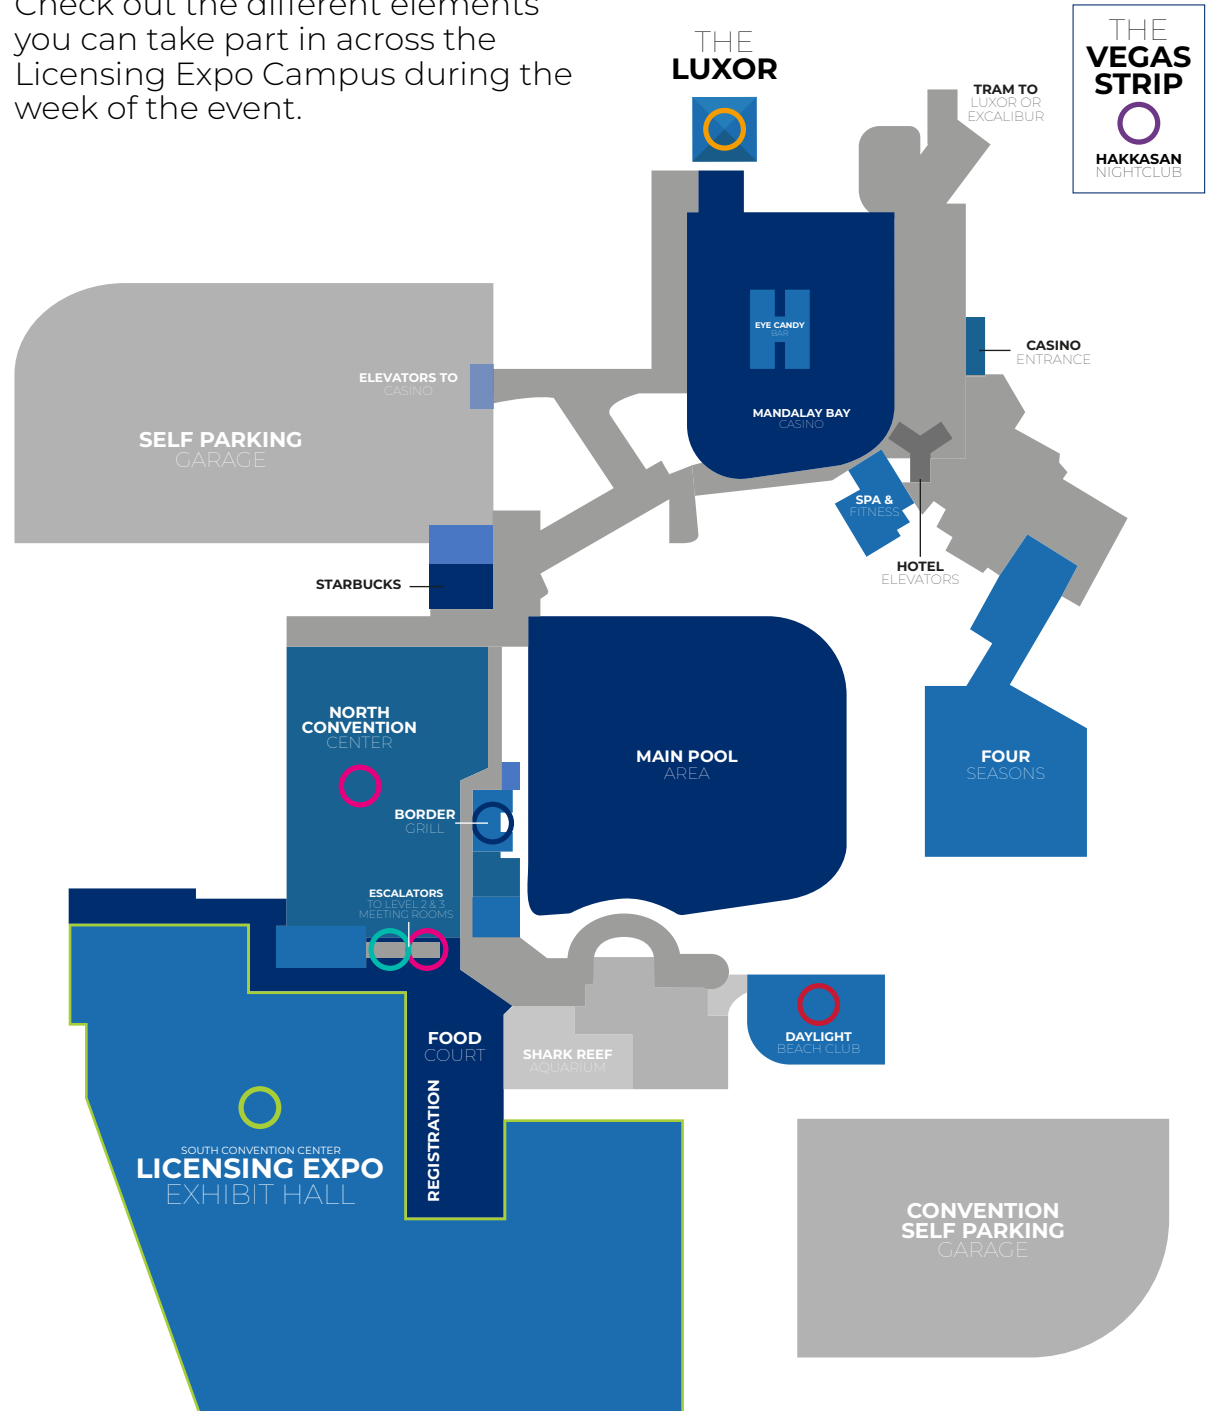 Check out the different elements
you can take part in across the
Licensing Expo Campus during the
week of the event.
THE
LUXOR
THE
VEGAS
STRIP
HAKKASAN
NIGHTCLUB
TRAM TO
LUXOR OR
EXCALIBUR
EYE CANDY
BAR
CASINO
ENTRANCE
ELEVATORS TO
CASINO
MANDALAY BAY
CASINO
SELF PARKING
GARAGE
SPA &
FITNESS
HOTEL
ELEVATORS
STARBUCKS
NORTH
CONVENTION
CENTER
MAIN POOL
AREA
FOUR
SEASONS
BORDER
GRILL
ESCALATORS
TO LEVEL 2 & 3
MEETING ROOMS
FOOD
COURT
SHARK REEF
AQUARIUM
DAYLIGHT
BEACH CLUB
REGISTRATION
SOUTH CONVENTION CENTER
LICENSING EXPO
EXHIBIT HALL
CONVENTION
SELF PARKING
GARAGE